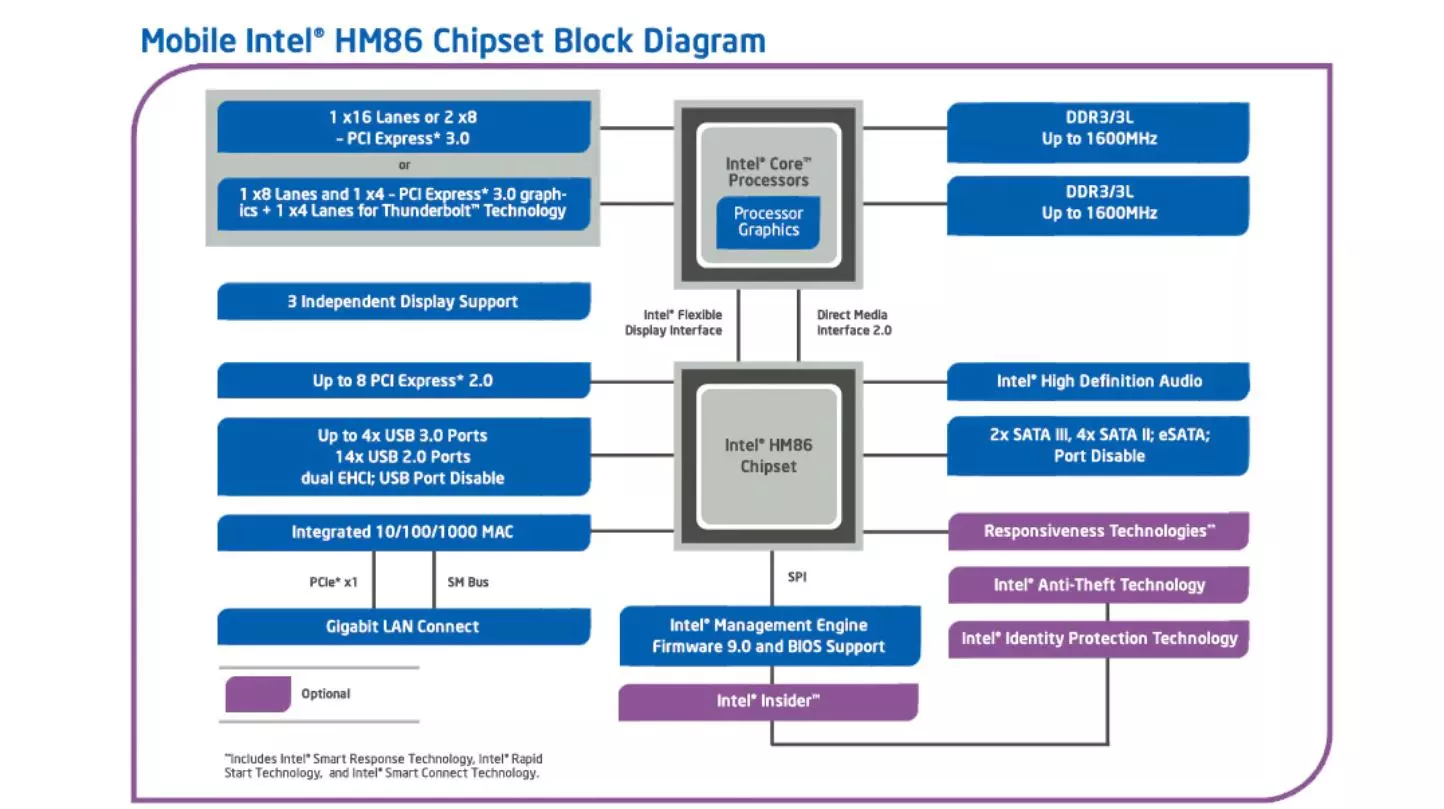 Mobile Intel® HM86 Chipset Block Diagram
1 x16 Lanes or 2 x8
– PCI Express* 3.0
or
1 x8 Lanes and 1 x4 – PCI Express* 3.0 graph-
ics + 1 x4 Lanes for Thunderbolt™ Technology
Intel® Core™
Processors
Processor
Graphics
DDR3/3L
Up to 1600MHz
DDR3/3L
Up to 1600MHz
3 Independent Display Support
Intel® Flexible
Display Interface
Direct Media
Interface 2.0
Up to 8 PCI Express* 2.0
Intel® High Definition Audio
Up to 4x USB 3.0 Ports
14x USB 2.0 Ports
dual EHCI; USB Port Disable
Intel® HM86
Chipset
2x SATA III, 4x SATA II; eSATA;
Port Disable
Integrated 10/100/1000 MAC
Responsiveness Technologies**
PCIe* x1
SM Bus
SPI
Intel® Anti-Theft Technology
Gigabit LAN Connect
Intel® Management Engine
Firmware 9.0 and BIOS Support
Intel® Identity Protection Technology
Optional
Intel® Insider™
**Includes Intel® Smart Response Technology, Intel® Rapid
Start Technology, and Intel® Smart Connect Technology.